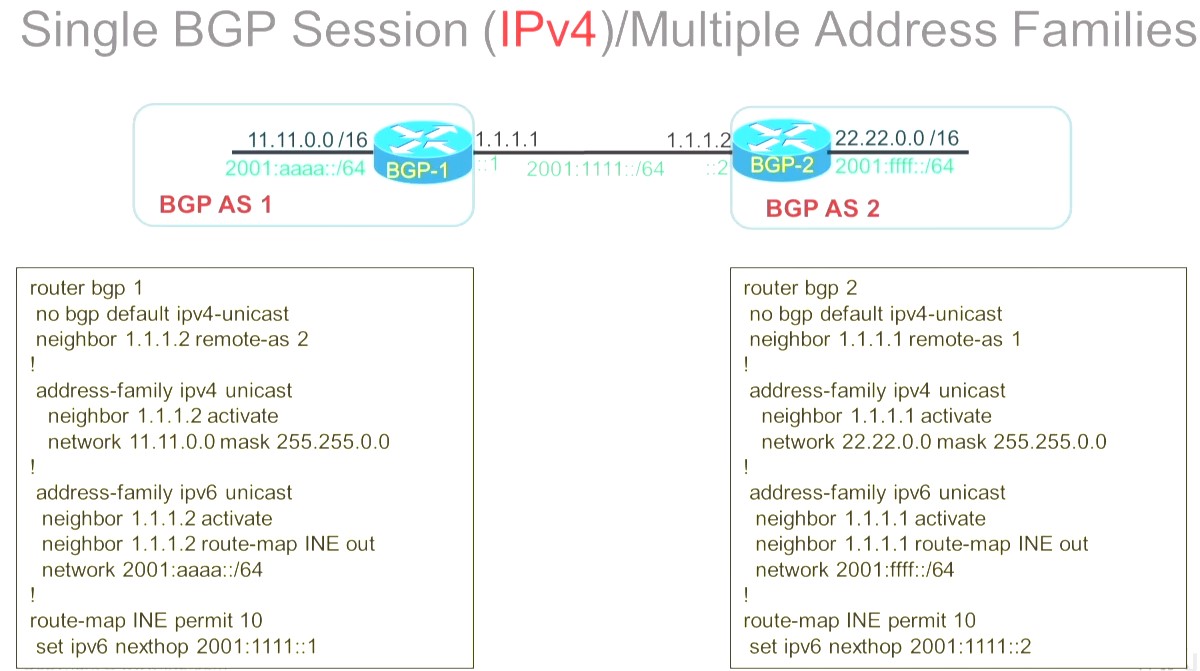 Single BGP Session (IPv4)/Multiple Address Families
11.11.0.0 /16
1.1.1.1
1.1.1.2
22.22.0.0 /16
2001:aaaa::/64
BGP-1
::1
2001:1111::/64
::2
BGP-2
2001:ffff::/64
BGP AS 1
BGP AS 2
router bgp 1
no bgp default ipv4-unicast
neighbor 1.1.1.2 remote-as 2
!
address-family ipv4 unicast
neighbor 1.1.1.2 activate
network 11.11.0.0 mask 255.255.0.0
!
address-family ipv6 unicast
neighbor 1.1.1.2 activate
neighbor 1.1.1.2 route-map INE out
network 2001:aaaa::/64
!
route-map INE permit 10
set ipv6 nexthop 2001:1111::1
router bgp 2
no bgp default ipv4-unicast
neighbor 1.1.1.1 remote-as 1
!
address-family ipv4 unicast
neighbor 1.1.1.1 activate
network 22.22.0.0 mask 255.255.0.0
!
address-family ipv6 unicast
neighbor 1.1.1.1 activate
neighbor 1.1.1.1 route-map INE out
network 2001:ffff::/64
!
route-map INE permit 10
set ipv6 nexthop 2001:1111::2